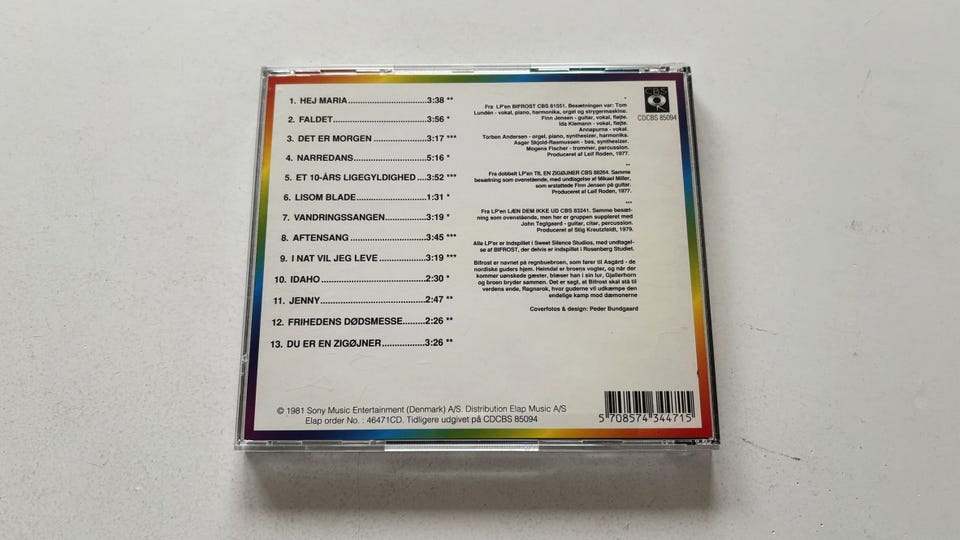 1. HEJ MARIA.......................3:38 **
2. FALDET............................3:56 *
3. DET ER MORGEN................3:17 ***
4. NARREDANS.....................5:16 *
5. ET 10-ÅRS LIGEGYLDIGHED ....3:52 ***
6. LISOM BLADE.....................1:31 *
7. VANDRINGSSANGEN............3:19 *
8. AFTENSANG......................3:45 ***
9. I NAT VIL JEG LEVE............3:19 ***
10. IDAHO............................2:30 *
11. JENNY............................2:47 **
12. FRIHEDENS DØDSMESSE.........2:26 **
13. DU ER EN ZIGØJNER.................3:26 **
CBS
CDCBS 85094
*
Fra LP'en BIFROST CBS 81551. Besætningen var: Tom
Lundén - vokal, piano, harmonika, orgel og strygermaskine.
Finn Jensen - guitar, vokal, fløjte.
Ida Klemann - vokal, fløjte.
Annapurna - vokal.
Torben Andersen - orgel, piano, synthesizer, harmonika.
Asger Skjold-Rasmussen - bas, synthesizer.
Mogens Fischer - trommer, percussion.
Produceret af Leif Roden, 1977.
**
Fra dobbelt LP'en TIL EN ZIGØJNER CBS 88264. Samme
besætning som ovenstående, med undtagelse af Mikael Miller,
som erstattede Finn Jensen på guitar.
Produceret af Leif Roden, 1977.
***
Fra LP'en LÆN DEM IKKE UD CBS 83241. Samme besæt-
ning som ovenstående, men her er gruppen suppleret med
John Teglgaard - guitar, citar, percussion.
Produceret af Stig Kreutzfeldt, 1979.
Alle LP'er er indspillet i Sweet Silence Studios, med undtagel-
se af BIFROST, der delvis er indspillet i Rosenberg Studiet.
Bifrost er navnet på regnbuebroen, som fører til Asgård - de
nordiske guders hjem. Heimdal er broens vogter, og når der
kommer uønskede gæster, blæser han i sin lur, Gjallerhorn
og broen bryder sammen. Det er sagt, at Bifrost skal stå til
verdens ende, Ragnarok, hvor guderne vil udkæmpe den
endelige kamp mod dæmonerne
Coverfotos & design: Peder Bundgaard
© 1981 Sony Music Entertainment (Denmark) A/S. Distribution Elap Music A/S
Elap order No. : 46471CD. Tidligere udgivet på CDCBS 85094
5 708574 344715